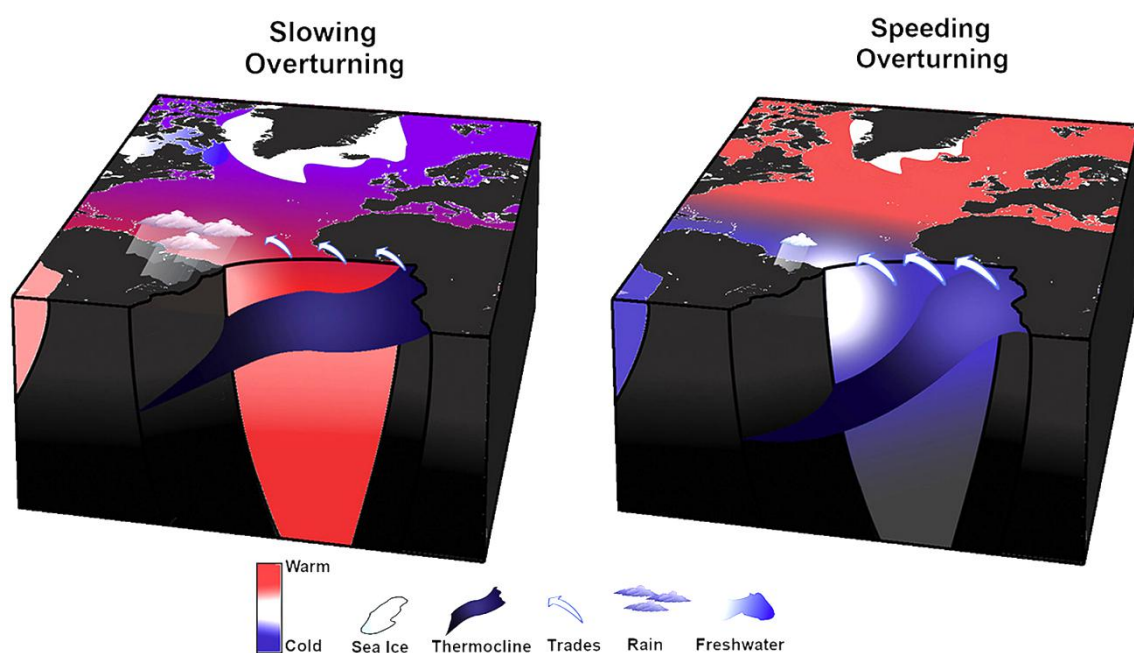 Slowing
Overturning
Speeding
Overturning
Warm
Cold
Sea Ice
Thermocline
Trades
Rain
Freshwater